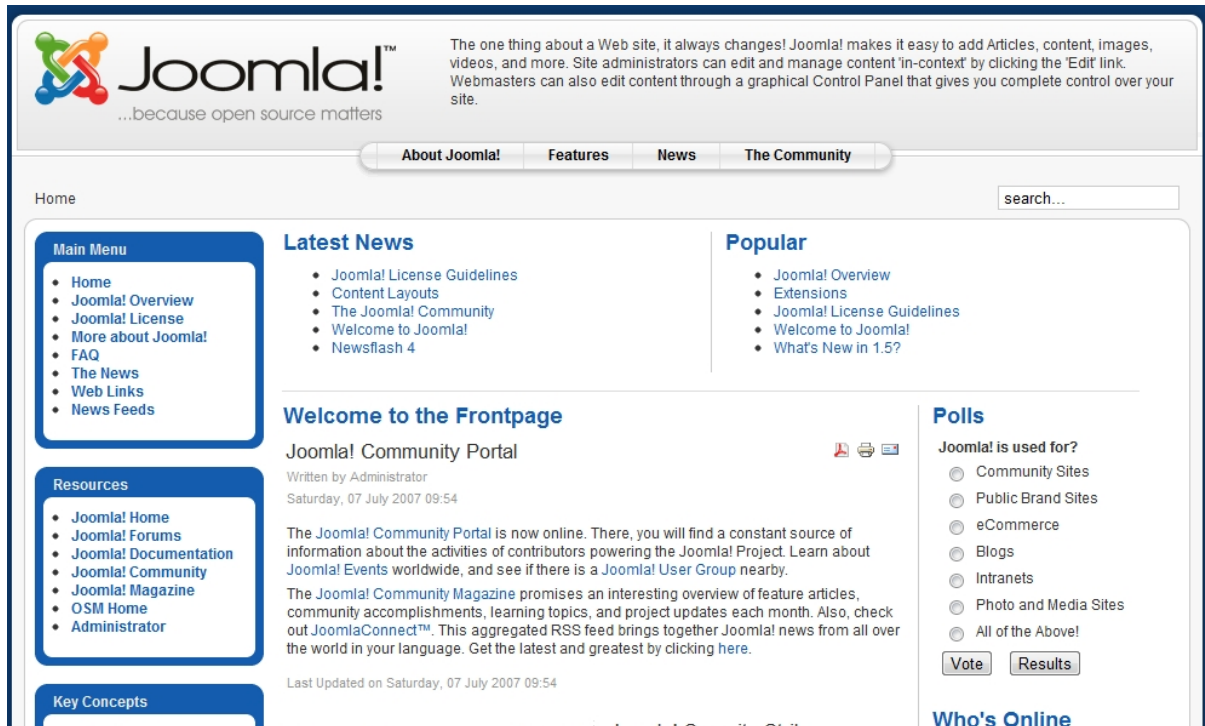 Joomla!™
...because open source matters
The one thing about a Web site, it always changes! Joomla! makes it easy to add Articles, content, images,
videos, and more. Site administrators can edit and manage content 'in-context' by clicking the 'Edit' link.
Webmasters can also edit content through a graphical Control Panel that gives you complete control over your
site.
About Joomla! Features News The Community
Home
search...
Main Menu
Home
Joomla! Overview
Joomla! License
More about Joomla!
FAQ
The News
Web Links
News Feeds
Resources
Joomla! Home
Joomla! Forums
Joomla! Documentation
Joomla! Community
Joomla! Magazine
OSM Home
Administrator
Key Concepts
Latest News
Joomla! License Guidelines
Content Layouts
The Joomla! Community
Welcome to Joomla!
Newsflash 4
Popular
Joomla! Overview
Extensions
Joomla! License Guidelines
Welcome to Joomla!
What's New in 1.5?
Welcome to the Frontpage
Joomla! Community Portal
Written by Administrator
Saturday, 07 July 2007 09:54
The Joomla! Community Portal is now online. There, you will find a constant source of
information about the activities of contributors powering the Joomla! Project. Learn about
Joomla! Events worldwide, and see if there is a Joomla! User Group nearby.
The Joomla! Community Magazine promises an interesting overview of feature articles,
community accomplishments, learning topics, and project updates each month. Also, check
out JoomlaConnect™. This aggregated RSS feed brings together Joomla! news from all over
the world in your language. Get the latest and greatest by clicking here.
Last Updated on Saturday, 07 July 2007 09:54
Polls
Joomla! is used for?
Community Sites
Public Brand Sites
eCommerce
Blogs
Intranets
Photo and Media Sites
All of the Above!
Vote Results
Who's Online